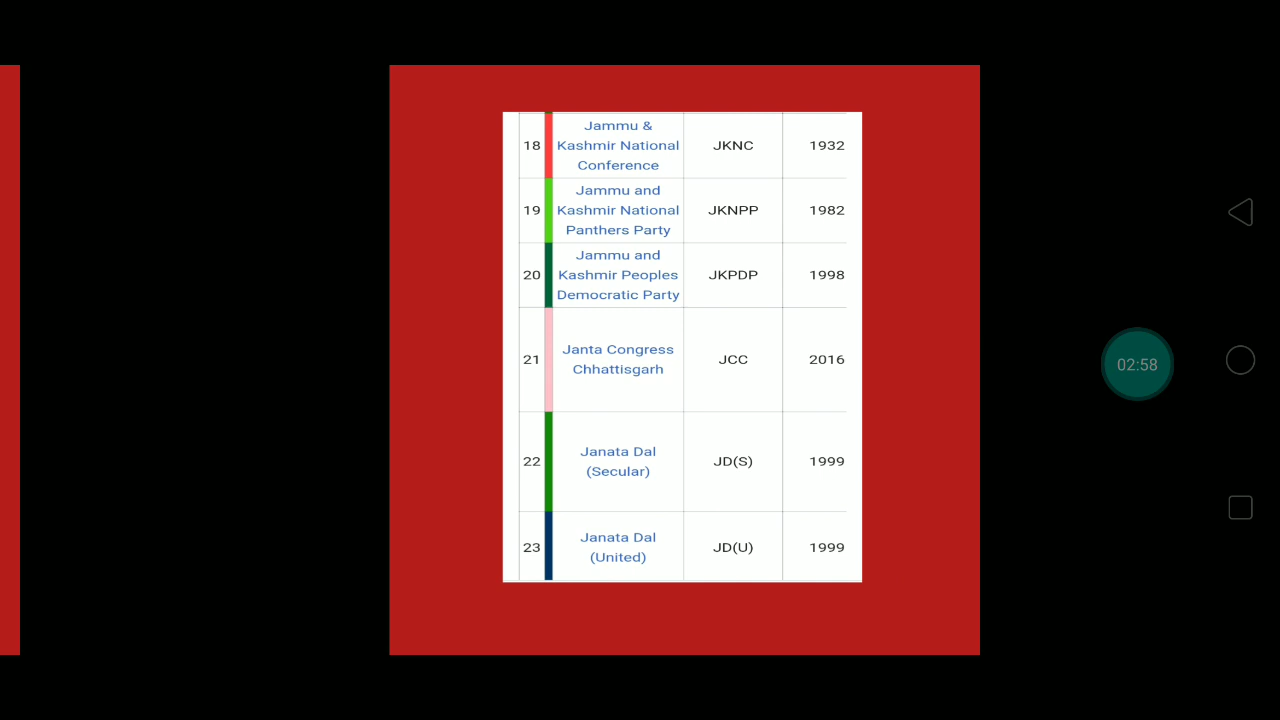 18
Jammu &
Kashmir National
Conference
JKNC
1932
19
Jammu and
Kashmir National
Panthers Party
JKNPP
1982
20
Jammu and
Kashmir Peoples
Democratic Party
JKPDP
1998
21
Janta Congress
Chhattisgarh
JCC
2016
22
Janata Dal
(Secular)
JD(S)
1999
23
Janata Dal
(United)
JD(U)
1999
02:58